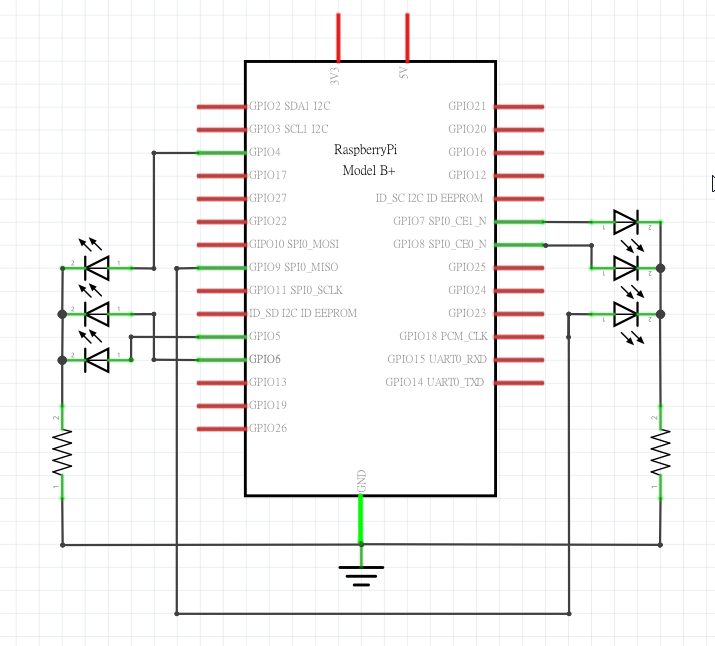 3V3
5V
GPIO2 SDA1 I2C
GPIO3 SCL1 I2C
GPIO4
GPIO17
GPIO27
GPIO22
GIPO10 SPI0_MOSI
GPIO9 SPI0_MISO
GPIO11 SPI0_SCLK
ID_SD I2C ID EEPROM
GPIO5
GPIO6
GPIO13
GPIO19
GPIO26
RaspberryPi
Model B+
GPIO21
GPIO20
GPIO16
GPIO12
ID_SC I2C ID EEPROM
GPIO7 SPI0_CE1_N
GPIO8 SPI0_CE0_N
GPIO25
GPIO24
GPIO23
GPIO18 PCM_CLK
GPIO15 UART0_RXD
GPIO14 UART0_TXD
GND
2 1
2 1
2 1
1 2
1 2
1 2
2
1
2
1